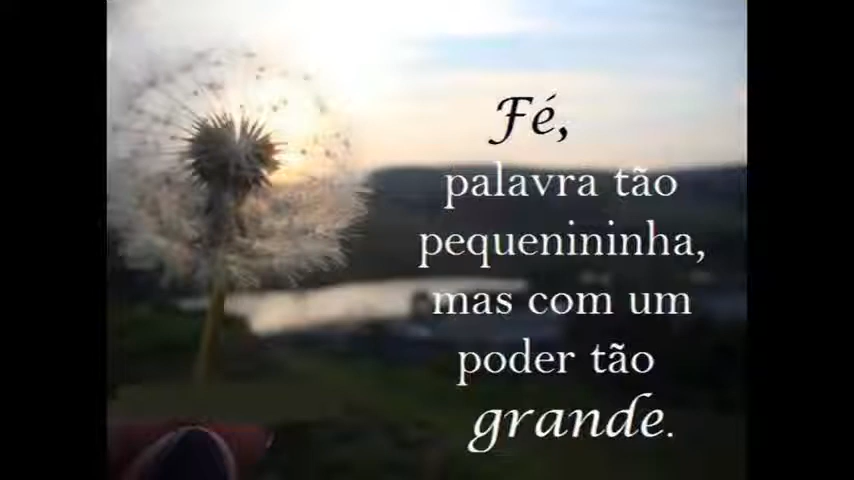 Fé,
palavra tão
pequenininha,
mas com um
poder tão
grande.